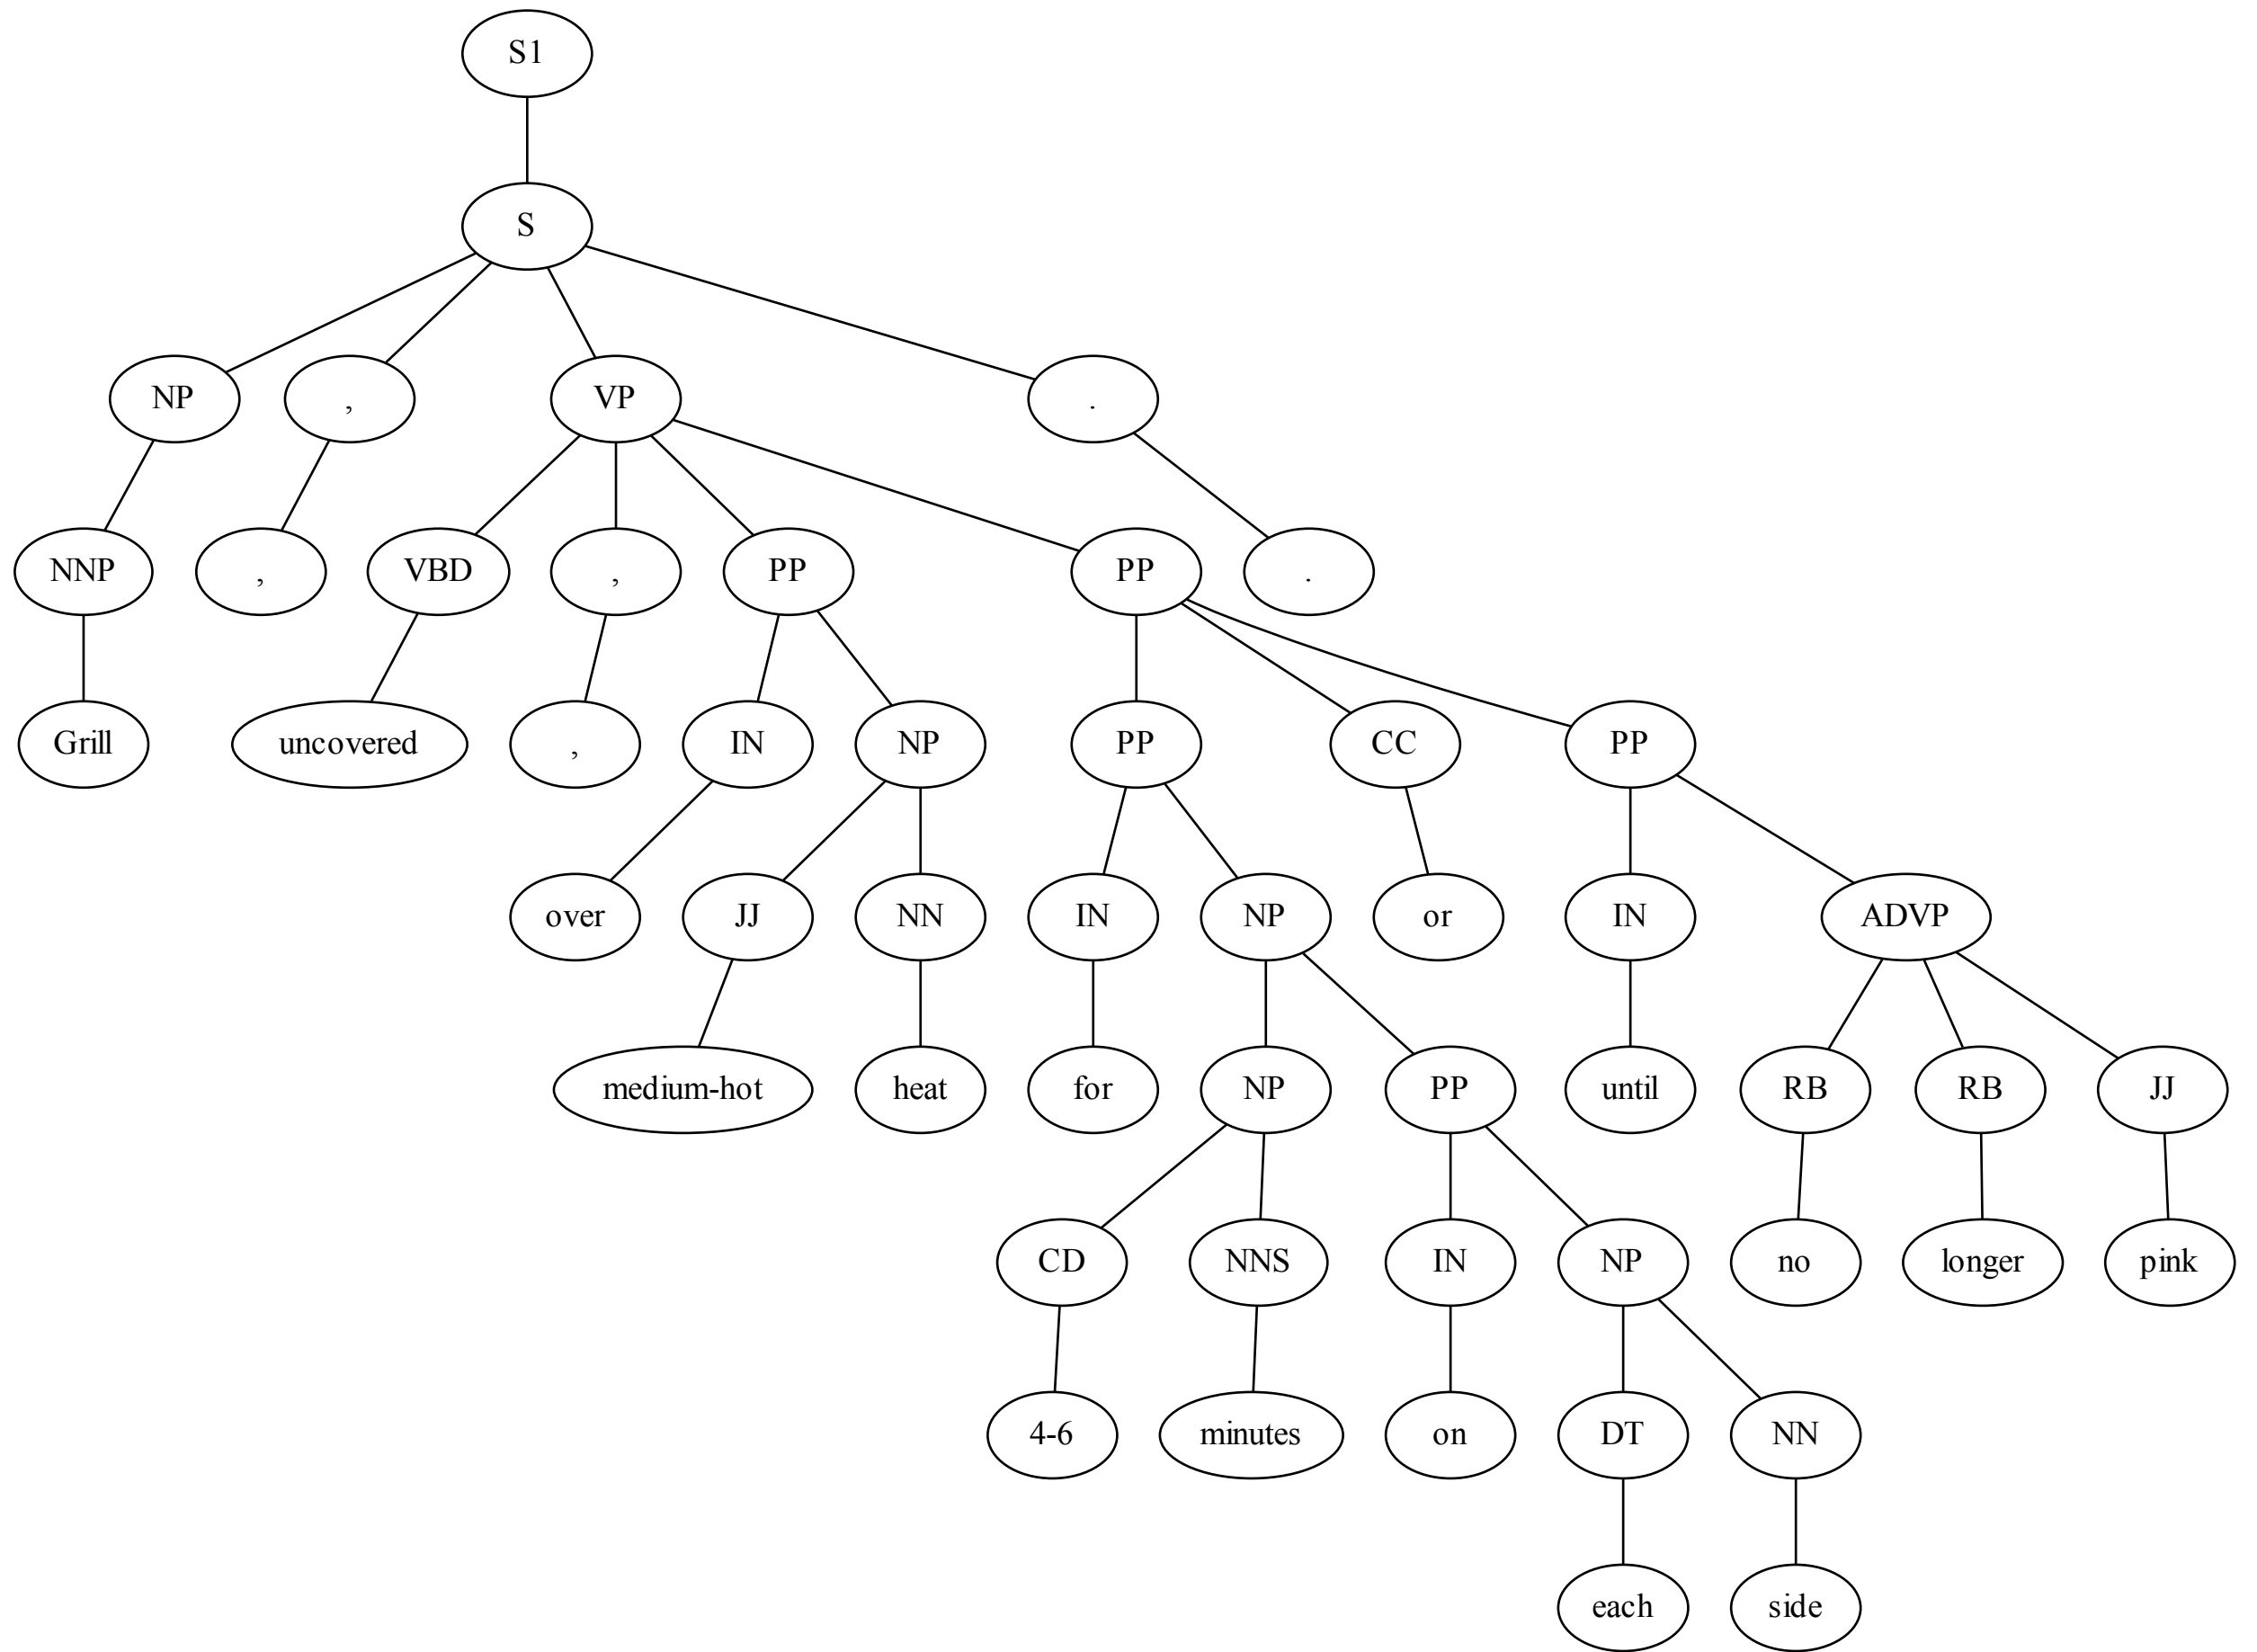 S1
S
NP , VP .
NNP , VBD , PP PP .
Grill uncovered , IN NP PP CC PP
over JJ NN IN NP or IN ADVP
medium-hot heat for NP PP until RB RB JJ
CD NNS IN NP no longer pink
4-6 minutes on DT NN
each side